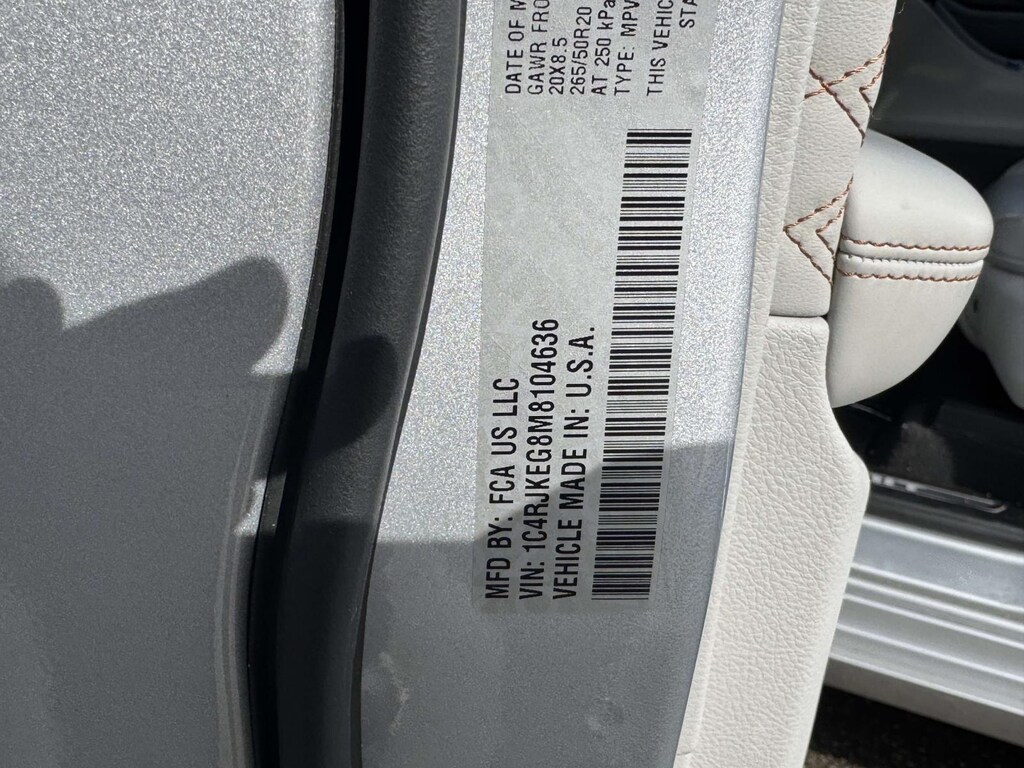 DATE OF M
GAWR FRO
20X8.5
265/50R20
AT 250 kPa
TYPE: MPV
THIS VEHIC
STA
MFD BY: FCA US LLC
VIN: 1C4RJKEG8M8104636
VEHICLE MADE IN: U.S.A.